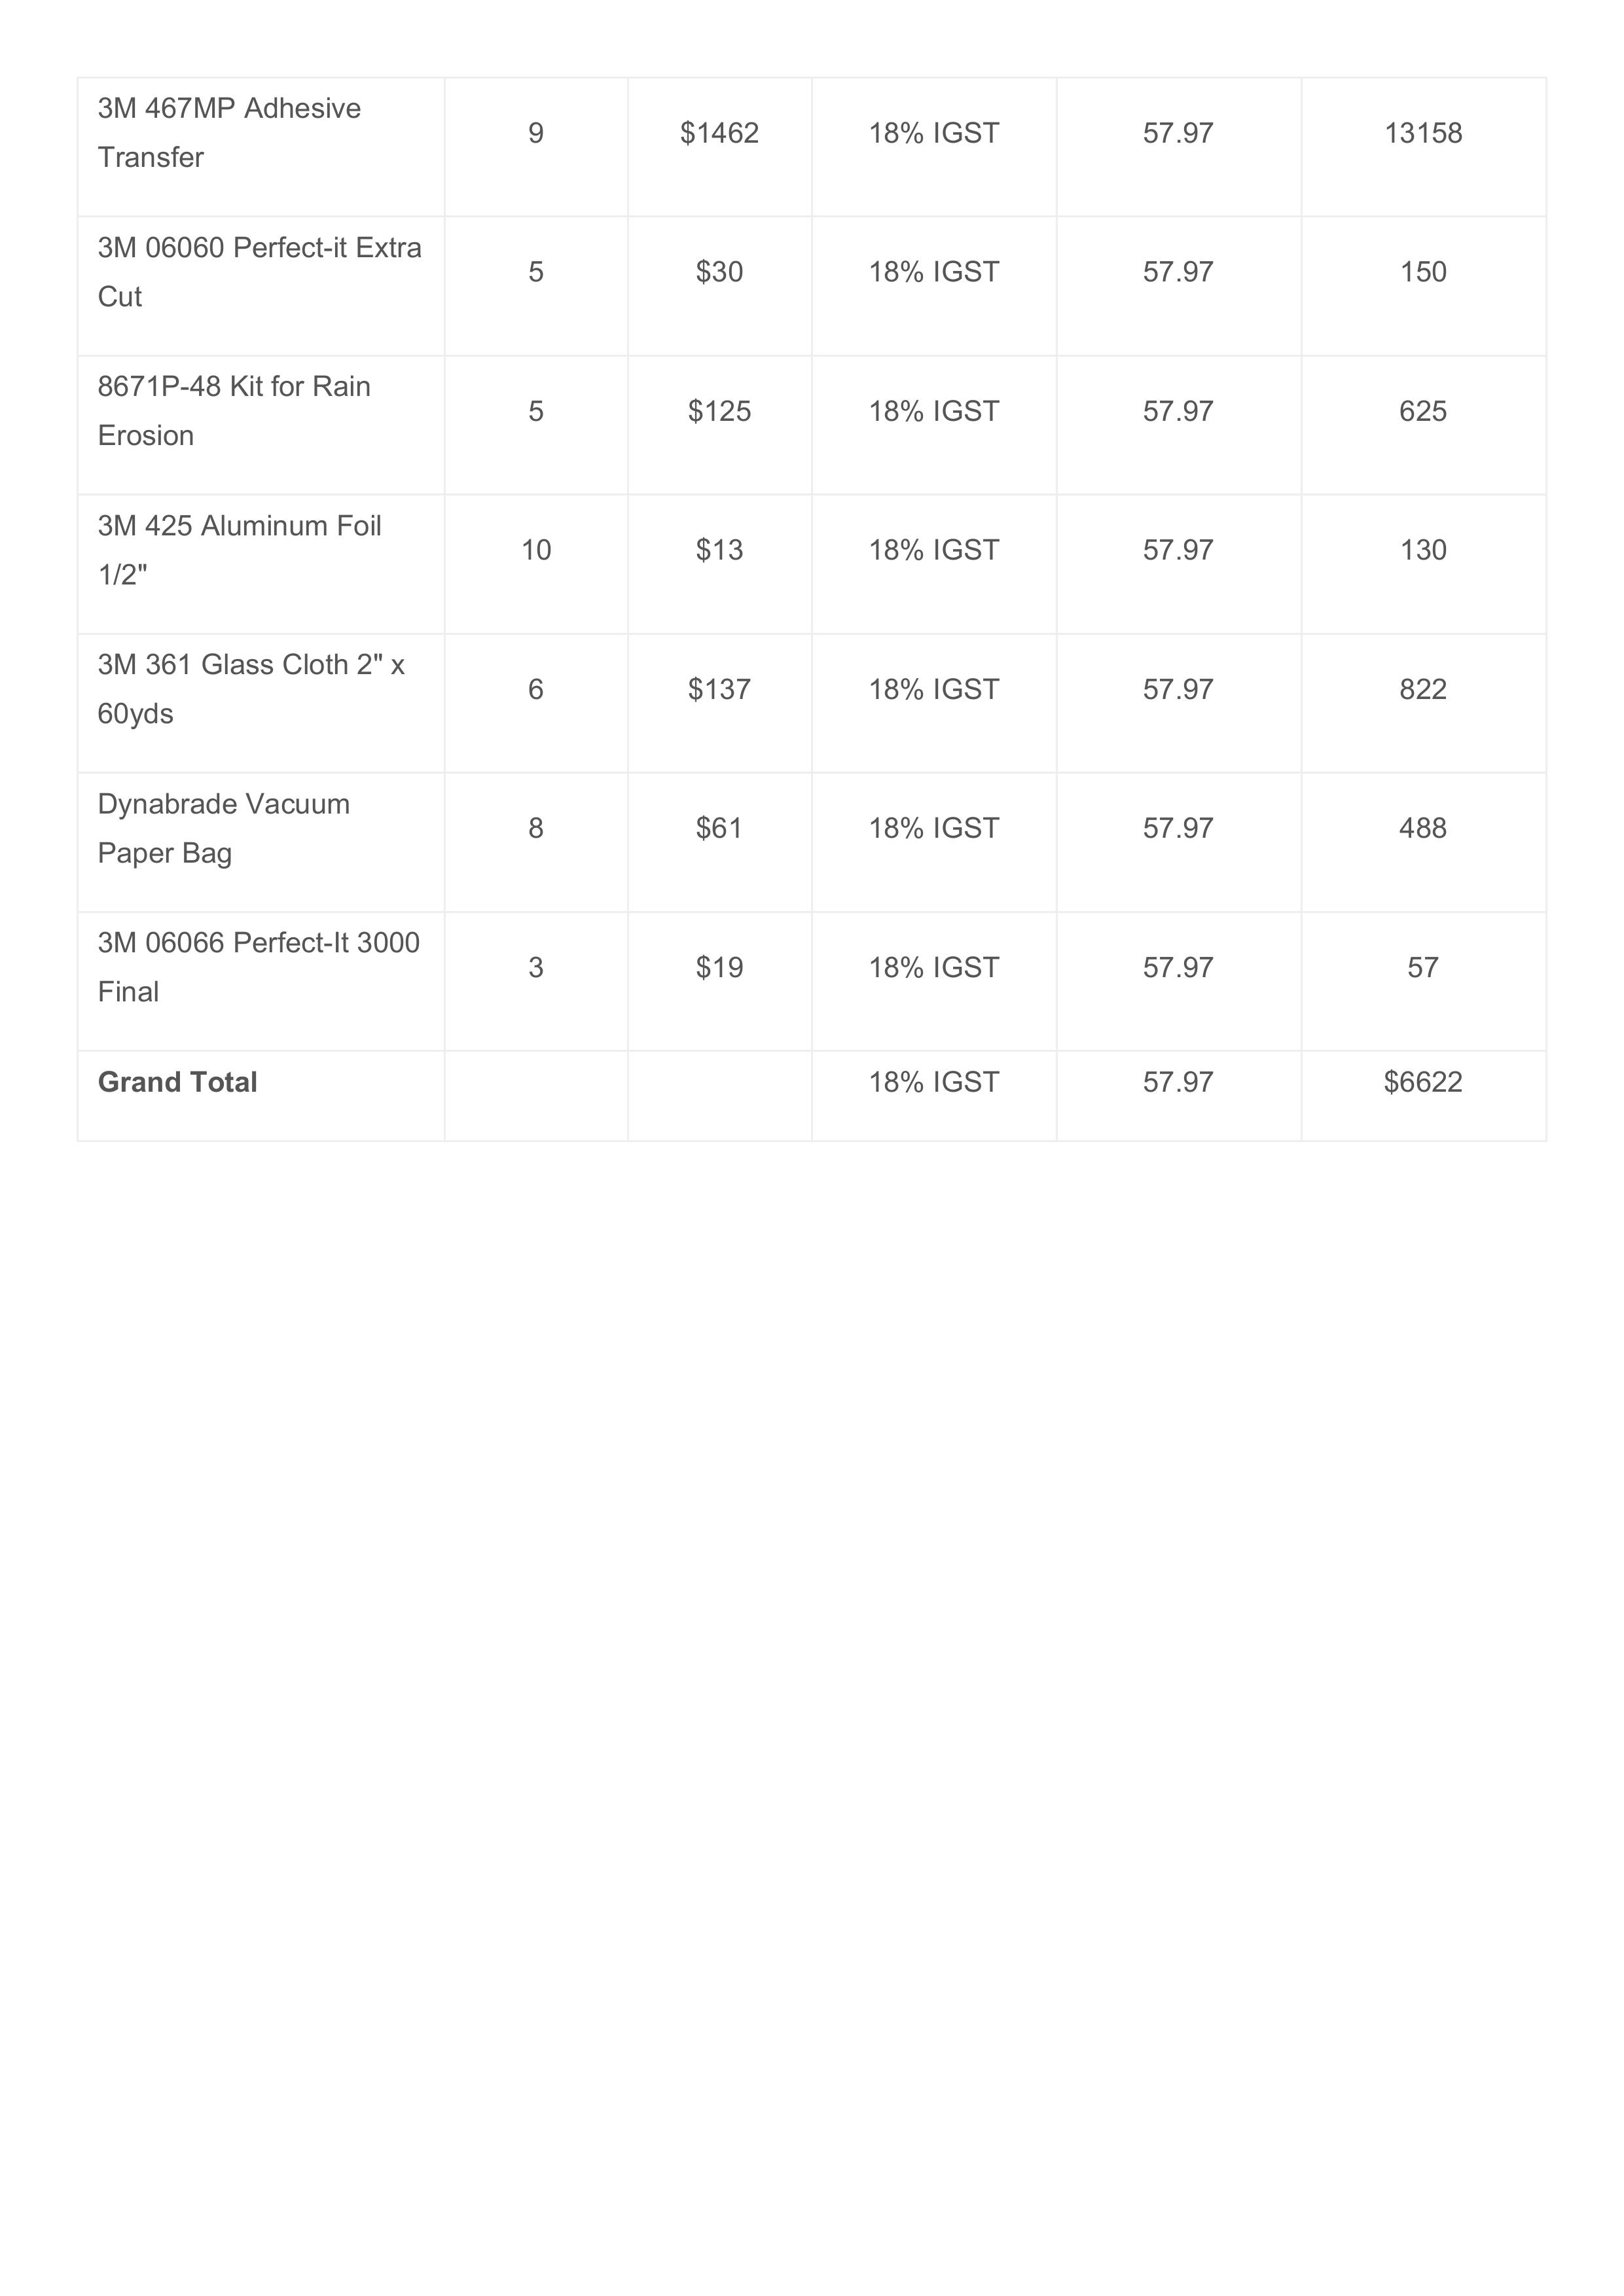 3M 467MP Adhesive
Transfer
9
$1462
18% IGST
57.97
13158
3M 06060 Perfect-it Extra
Cut
5
$30
18% IGST
57.97
150
8671P-48 Kit for Rain
Erosion
5
$125
18% IGST
57.97
625
3M 425 Aluminum Foil
1/2"
10
$13
18% IGST
57.97
130
3M 361 Glass Cloth 2" x
60yds
6
$137
18% IGST
57.97
822
Dynabrade Vacuum
Paper Bag
8
$61
18% IGST
57.97
488
3M 06066 Perfect-It 3000
Final
3
$19
18% IGST
57.97
57
Grand Total
18% IGST
57.97
$6622